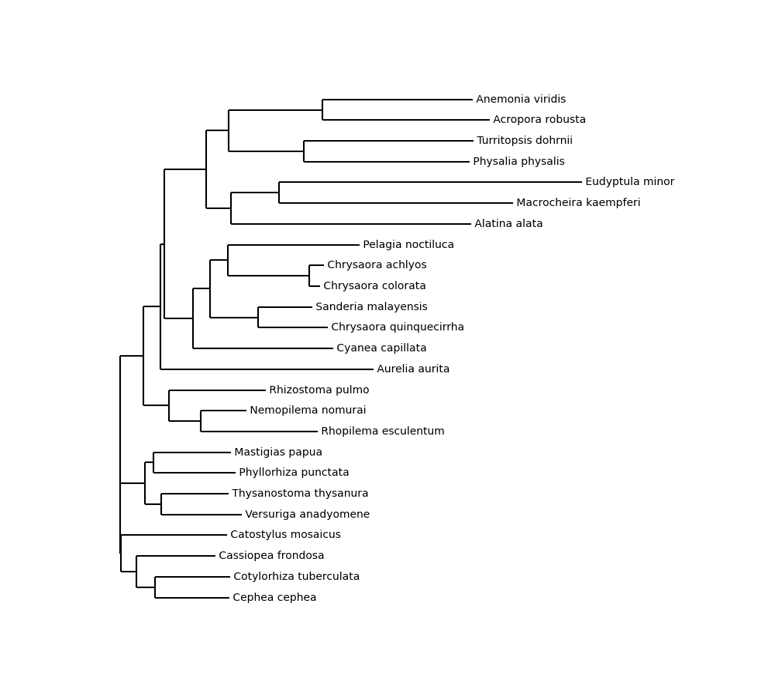 Anemonia viridis
Acropora robusta
Turritopsis dohrnii
Physalia physalis
Eudyptula minor
Macrocheira kaempferi
Alatina alata
Pelagia noctiluca
Chrysaora achlyos
Chrysaora colorata
Sanderia malayensis
Chrysaora quinquecirrha
Cyanea capillata
Aurelia aurita
Rhizostoma pulmo
Nemopilema nomurai
Rhopilema esculentum
Mastigias papua
Phyllorhiza punctata
Thysanostoma thysanura
Versuriga anadyomene
Catostylus mosaicus
Cassiopea frondosa
Cotylorhiza tuberculata
Cephea cephea